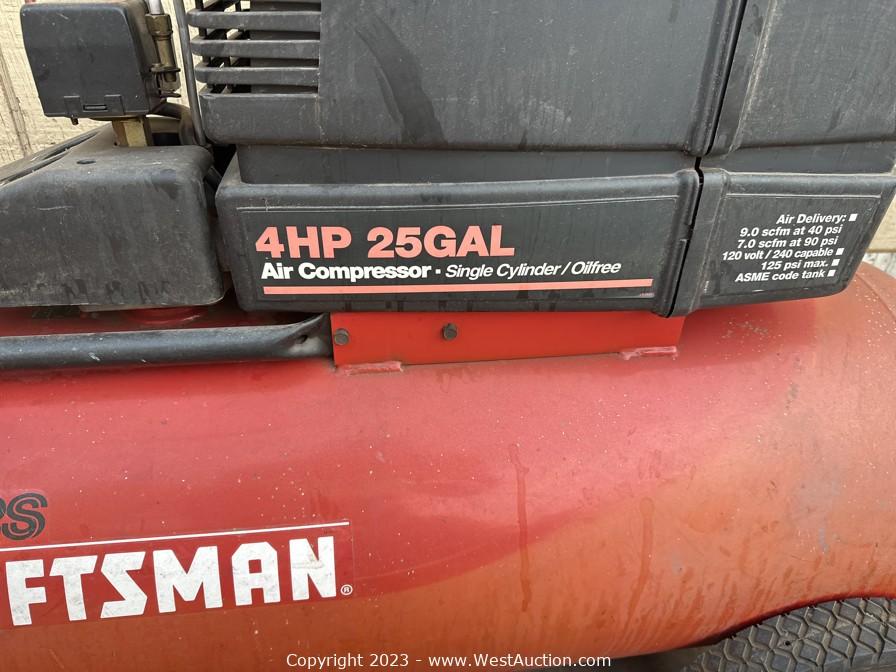 4HP 25GAL
Air Compressor • Single Cylinder / Oilfree
Air Delivery: ■
9.0 scfm at 40 psi
7.0 scfm at 90 psi
120 volt / 240 capable ■
125 psi max. ■
ASME code tank ■
RS
FTSMAN®
Copyright 2023 - www.WestAuction.com